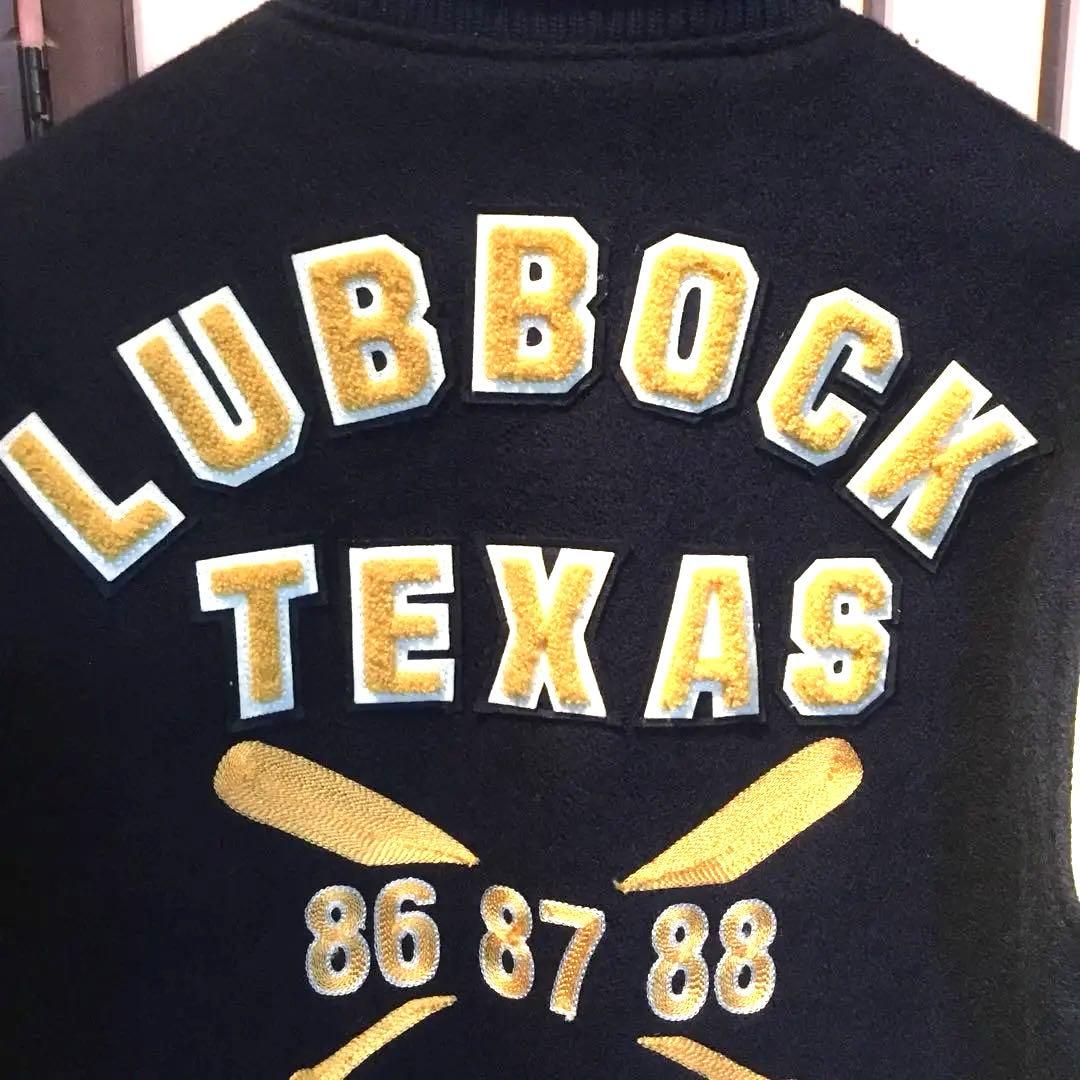 LUBBOCK
TEXAS
86 87 88